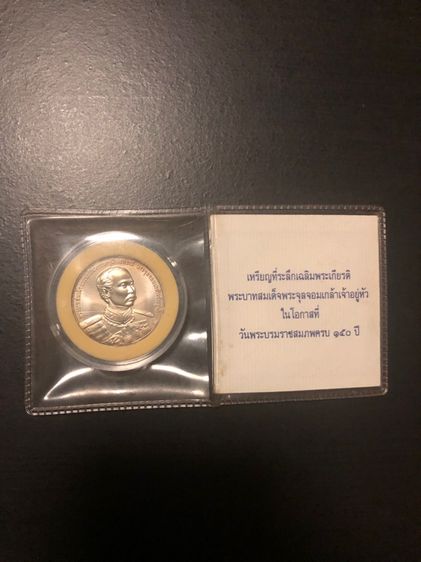 เหรียญที่ระลึกเฉลิมพระเกียรติ
พระบาทสมเด็จพระจุลจอมเกล้าเจ้าอยู่หัว
ในโอกาสที่
วันพระบรมราชสมภพครบ ๑๕๐ ปี